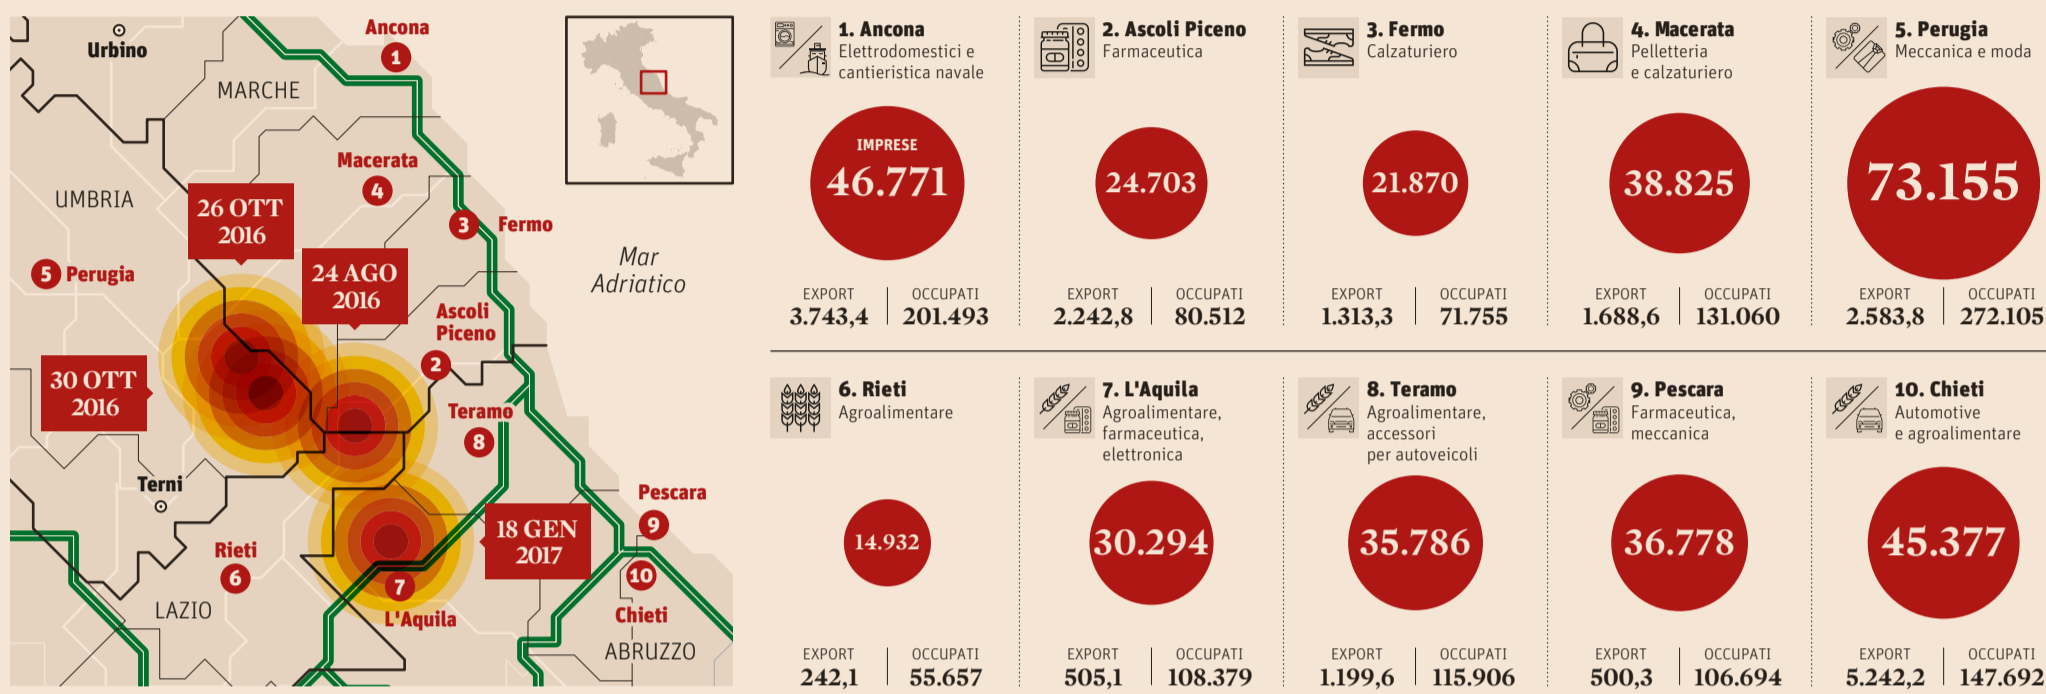 Urbino
Ancona
1
MARCHE
Macerata
4
UMBRIA
26 OTT
2016
3
Fermo
Mar
Adriatico
5 Perugia
24 AGO
2016
Ascoli
Piceno
2
30 OTT
2016
Teramo
8
Terni
Pescara
9
18 GEN
2017
Rieti
6
10
Chieti
7
L'Aquila
LAZIO
ABRUZZO
1. Ancona
Elettrodomestici e
cantieristica navale
IMPRESE
46.771
EXPORT
3.743,4
OCCUPATI
201.493
2. Ascoli Piceno
Farmaceutica
24.703
EXPORT
2.242,8
OCCUPATI
80.512
3. Fermo
Calzaturiero
21.870
EXPORT
1.313,3
OCCUPATI
71.755
4. Macerata
Pelletteria
e calzaturiero
38.825
EXPORT
1.688,6
OCCUPATI
131.060
5. Perugia
Meccanica e moda
73.155
EXPORT
2.583,8
OCCUPATI
272.105
6. Rieti
Agroalimentare
14.932
EXPORT
242,1
OCCUPATI
55.657
7. L'Aquila
Agroalimentare,
farmaceutica,
elettronica
30.294
EXPORT
505,1
OCCUPATI
108.379
8. Teramo
Agroalimentare,
accessori
per autoveicoli
35.786
EXPORT
1.199,6
OCCUPATI
115.906
9. Pescara
Farmaceutica,
meccanica
36.778
EXPORT
500,3
OCCUPATI
106.694
10. Chieti
Automotive
e agroalimentare
45.377
EXPORT
5.242,2
OCCUPATI
147.692